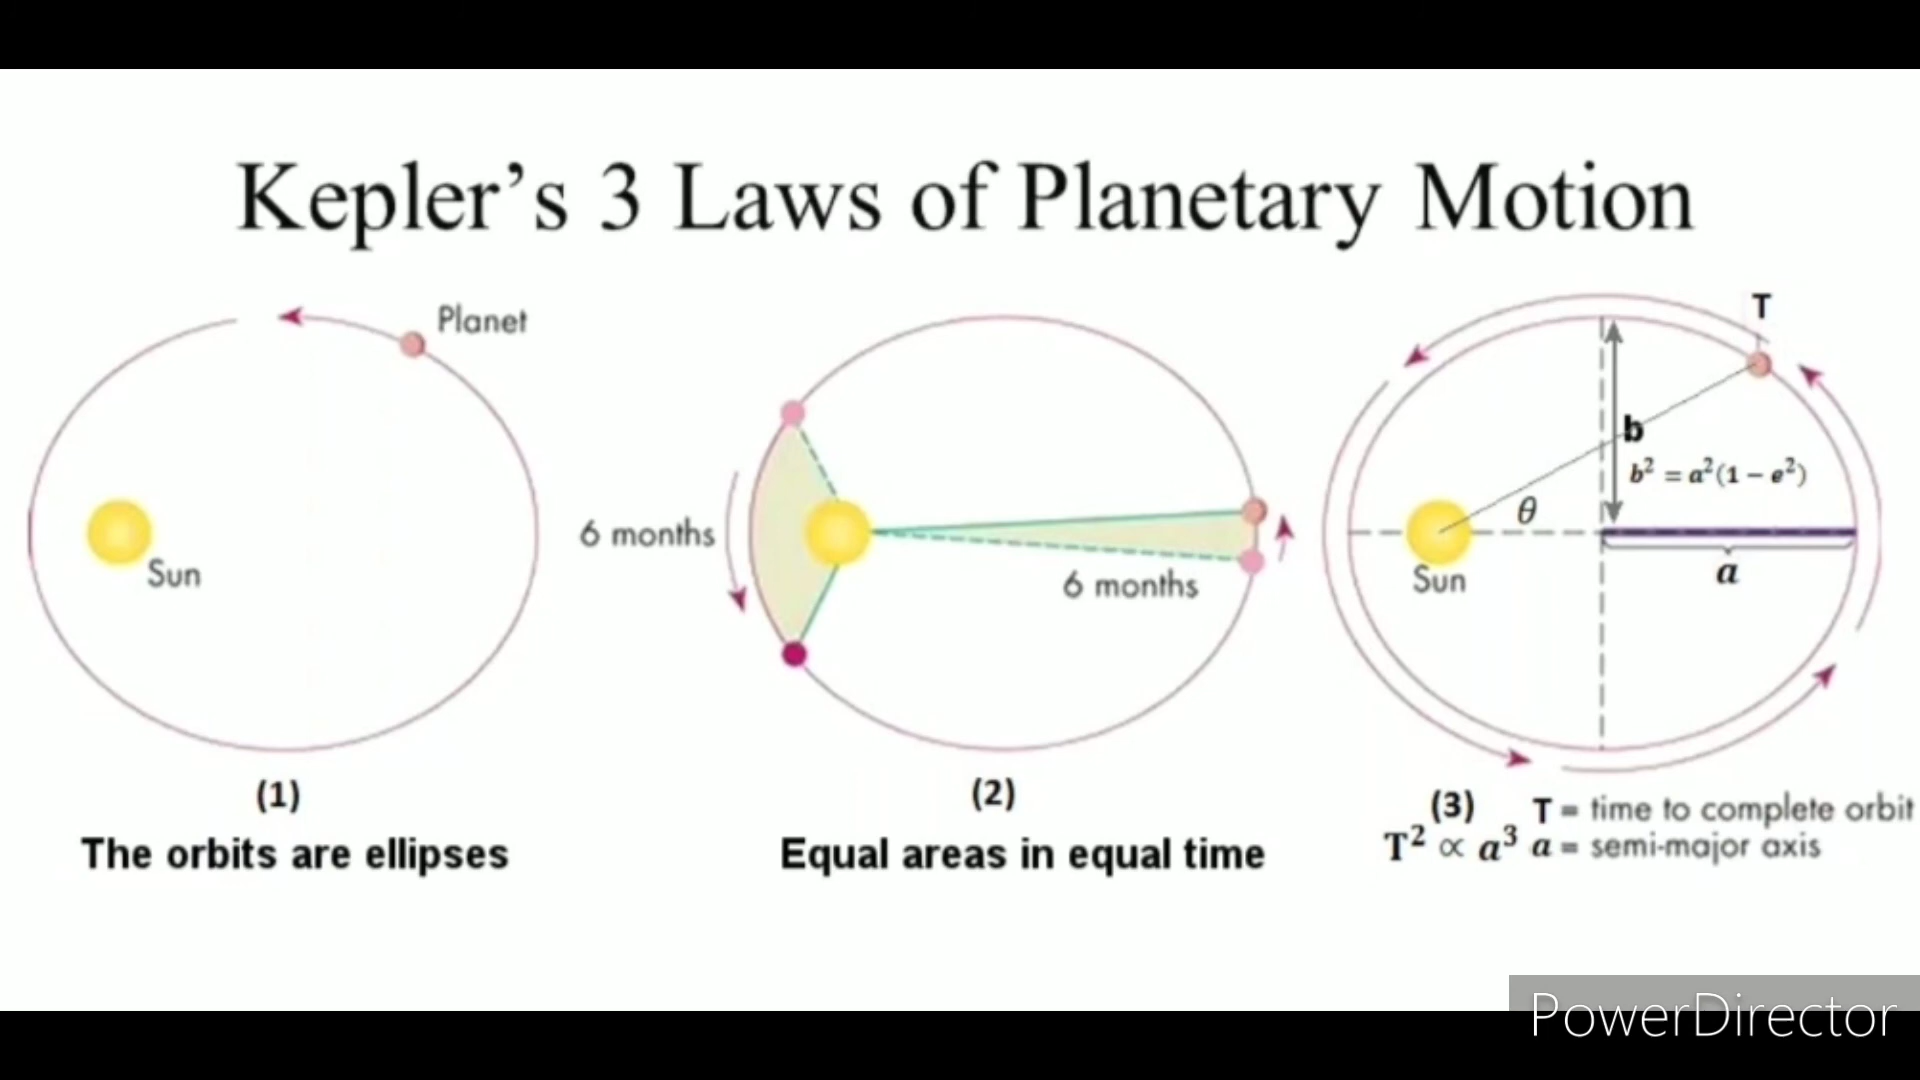 Kepler’s 3 Laws of Planetary Motion
Planet
Sun
(1)
The orbits are ellipses
6 months
6 months
(2)
Equal areas in equal time
T
b
b² = a²(1 − e²)
θ
Sun
a
(3) T = time to complete orbit
T² ∝ a³ a = semi-major axis
PowerDirector